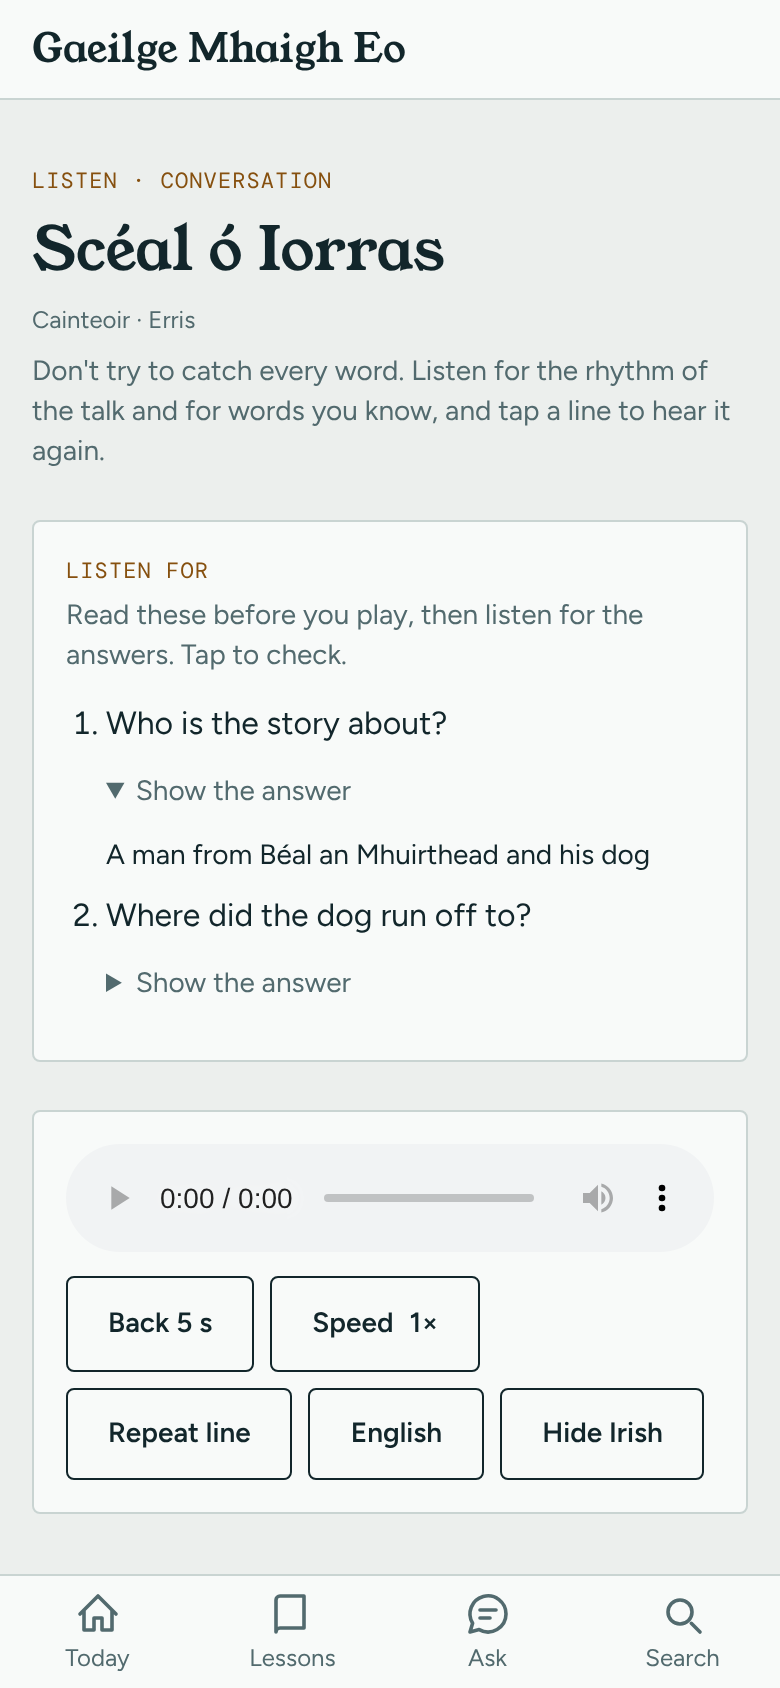 Gaeilge Mhaigh Eo
LISTEN · CONVERSATION
Scéal ó Iorras
Cainteoir · Erris
Don't try to catch every word. Listen for the rhythm of
the talk and for words you know, and tap a line to hear it
again.
LISTEN FOR
Read these before you play, then listen for the
answers. Tap to check.
1. Who is the story about?
Show the answer
A man from Béal an Mhuirthead and his dog
2. Where did the dog run off to?
Show the answer
0:00 / 0:00
Back 5 s
Speed 1×
Repeat line
English
Hide Irish
Today
Lessons
Ask
Search